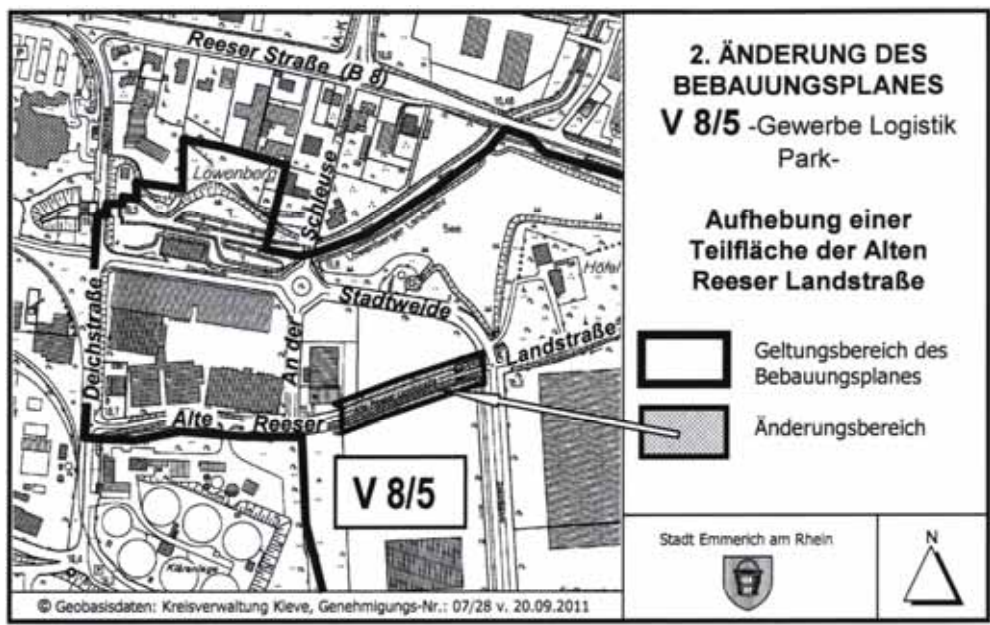 Reeser Straße (B 8)
Löwenberg
Schleuse
Höfe
Stadtweide
Deichstraße
An der
Landstraße
Alte Reeser
V 8/5
Kläranlage
© Geobasisdaten: Kreisverwaltung Kleve, Genehmigungs-Nr.: 07/28 v. 20.09.2011
2. ÄNDERUNG DES
BEBAUUNGSPLANES
V 8/5 -Gewerbe Logistik
Park-
Aufhebung einer
Teilfläche der Alten
Reeser Landstraße
Geltungsbereich des
Bebauungsplanes
Änderungsbereich
Stadt Emmerich am Rhein
N